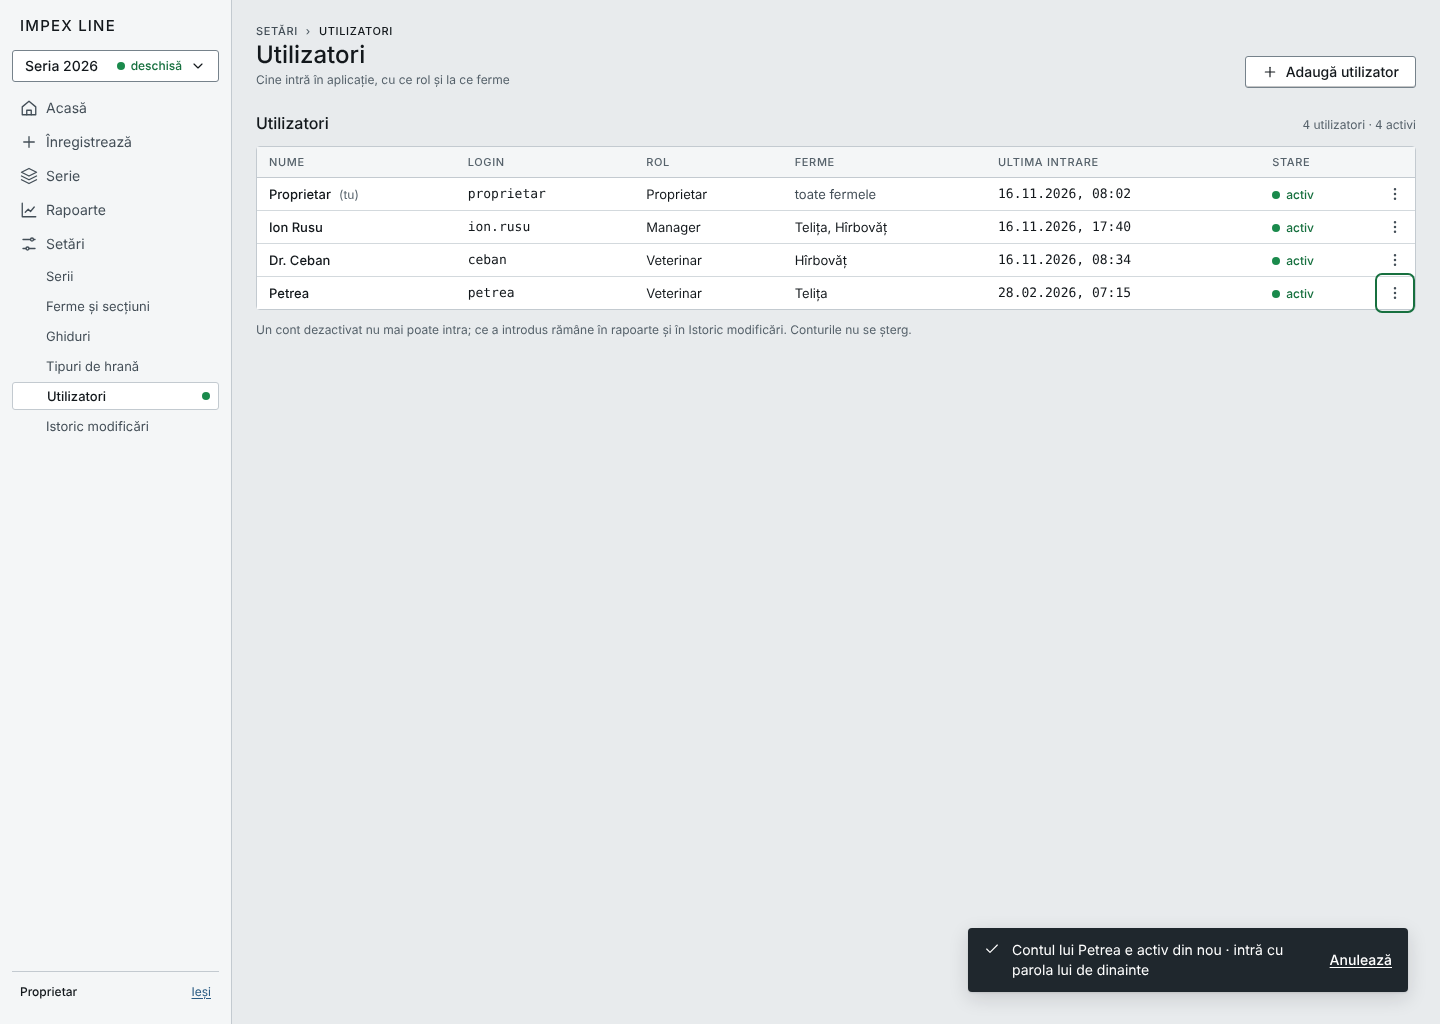 IMPEX LINE
Seria 2026 deschisă
Acasă
Înregistrează
Serie
Rapoarte
Setări
Serii
Ferme și secțiuni
Ghiduri
Tipuri de hrană
Utilizatori
Istoric modificări
Proprietar Ieși
SETĂRI › UTILIZATORI
Utilizatori
Cine intră în aplicație, cu ce rol și la ce ferme
Adaugă utilizator
Utilizatori 4 utilizatori · 4 activi
NUME LOGIN ROL FERME ULTIMA INTRARE STARE
Proprietar (tu) proprietar Proprietar toate fermele 16.11.2026, 08:02 activ
Ion Rusu ion.rusu Manager Telița, Hîrbovăț 16.11.2026, 17:40 activ
Dr. Ceban ceban Veterinar Hîrbovăț 16.11.2026, 08:34 activ
Petrea petrea Veterinar Telița 28.02.2026, 07:15 activ
Un cont dezactivat nu mai poate intra; ce a introdus rămâne în rapoarte și în Istoric modificări. Conturile nu se șterg.
Contul lui Petrea e activ din nou · intră cu
parola lui de dinainte
Anulează